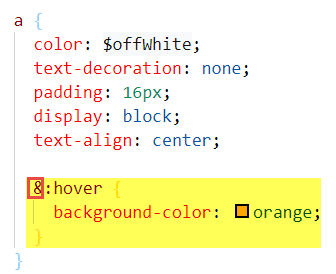 a {
color: $offWhite;
text-decoration: none;
padding: 16px;
display: block;
text-align: center;
&:hover {
background-color: orange;
}
}